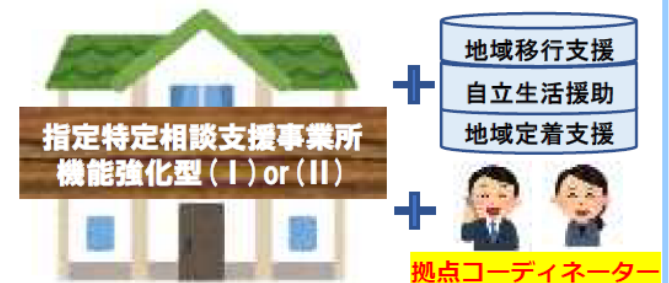 指定特定相談支援事業所
機能強化型(Ⅰ)or(Ⅱ)
地域移行支援
自立生活援助
地域定着支援
拠点コーディネーター